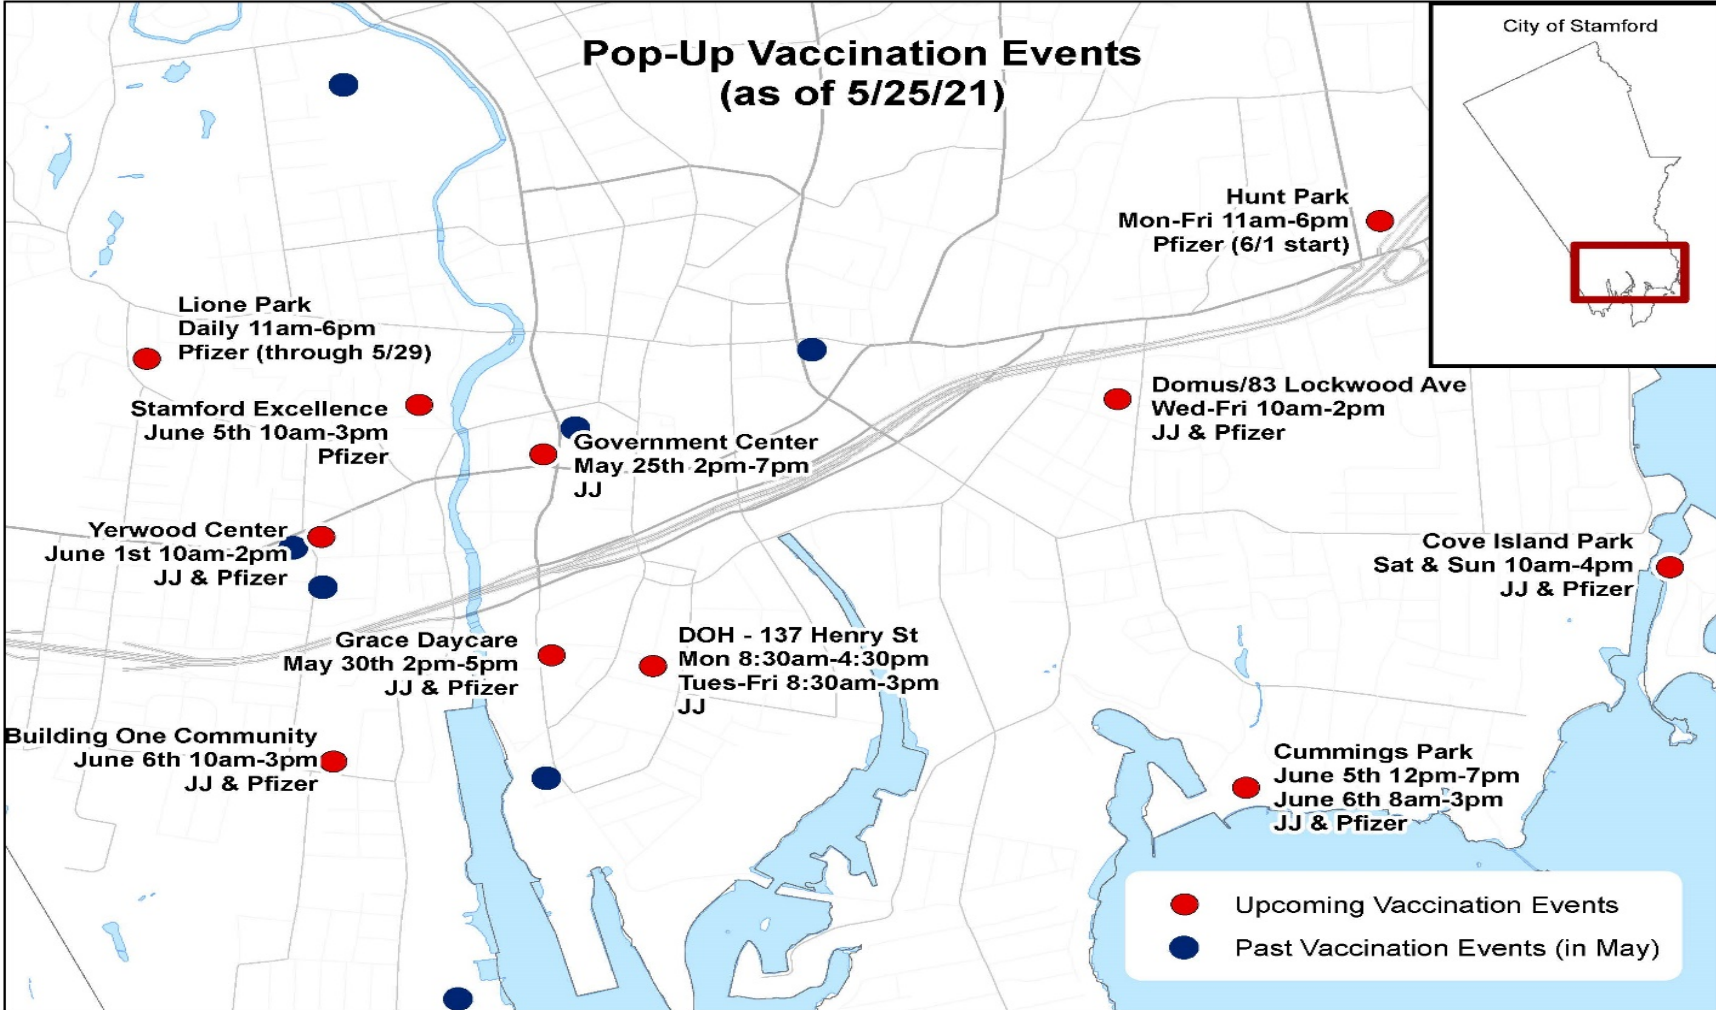 Pop-Up Vaccination Events
(as of 5/25/21)
City of Stamford
Hunt Park
Mon-Fri 11am-6pm
Pfizer (6/1 start)
Lione Park
Daily 11am-6pm
Pfizer (through 5/29)
Stamford Excellence
June 5th 10am-3pm
Pfizer
Government Center
May 25th 2pm-7pm
JJ
Domus/83 Lockwood Ave
Wed-Fri 10am-2pm
JJ & Pfizer
Yerwood Center
June 1st 10am-2pm
JJ & Pfizer
Cove Island Park
Sat & Sun 10am-4pm
JJ & Pfizer
Grace Daycare
May 30th 2pm-5pm
JJ & Pfizer
DOH - 137 Henry St
Mon 8:30am-4:30pm
Tues-Fri 8:30am-3pm
JJ
Building One Community
June 6th 10am-3pm
JJ & Pfizer
Cummings Park
June 5th 12pm-7pm
June 6th 8am-3pm
JJ & Pfizer
Upcoming Vaccination Events
Past Vaccination Events (in May)